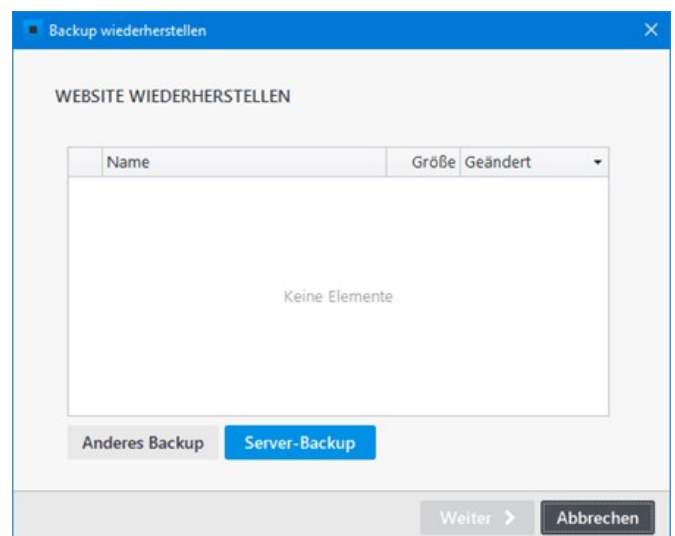 Backup wiederherstellen
WEBSITE WIEDERHERSTELLEN
Name Größe Geändert
Keine Elemente
Anderes Backup Server-Backup
Weiter Abbrechen